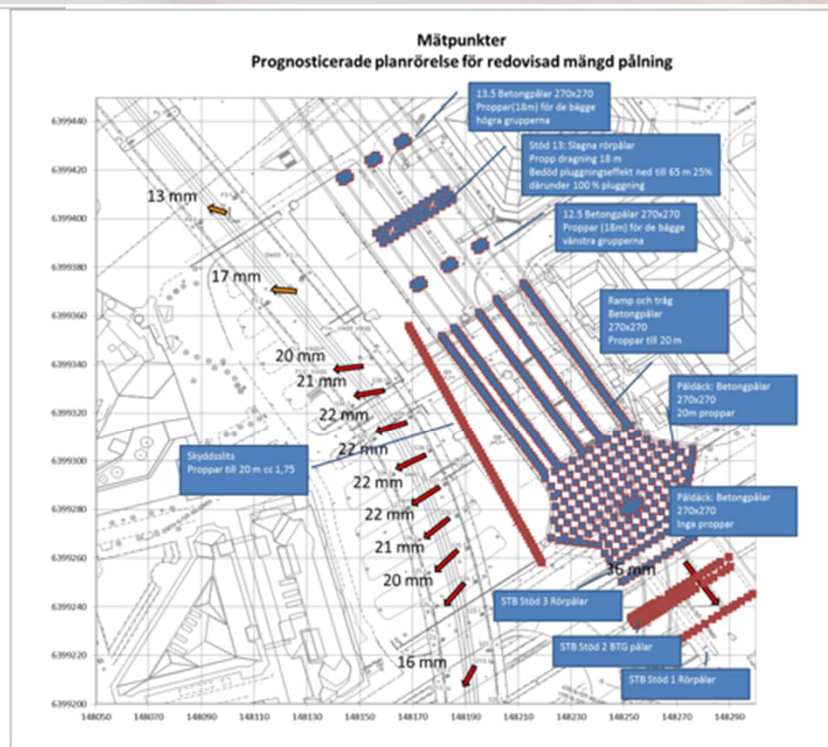 Mätpunkter
Prognosticerade planrörelse för redovisad mängd pålning
13.5 Betongpålar 270x270
Proppar(18m) för de bägge
högra grupperna
Stöd 13: Slagna rörpålar
Propp dragning 18 m
Bedöd pluggningseffekt ned till 65 m 25%
därunder 100 % pluggning
12.5 Betongpålar 270x270
Proppar (18m) för de bägge
vänstra grupperna
Ramp och tråg
Betongpålar
270x270
Proppar till 20 m
Påldäck: Betongpålar
270x270
20m proppar
Påldäck: Betongpålar
270x270
Inga proppar
Skyddsslits
Proppar till 20 m cc 1,75
STB Stöd 3 Rörpålar
STB Stöd 2 BTG pålar
STB Stöd 1 Rörpålar
13 mm
17 mm
20 mm
21 mm
22 mm
22 mm
22 mm
22 mm
21 mm
20 mm
16 mm
36 mm
6399440
6399420
6399400
6399380
6399360
6399340
6399320
6399300
6399280
6399260
6399240
6399220
6399200
148050 148070 148090 148110 148130 148150 148170 148190 148210 148230 148250 148270 148290